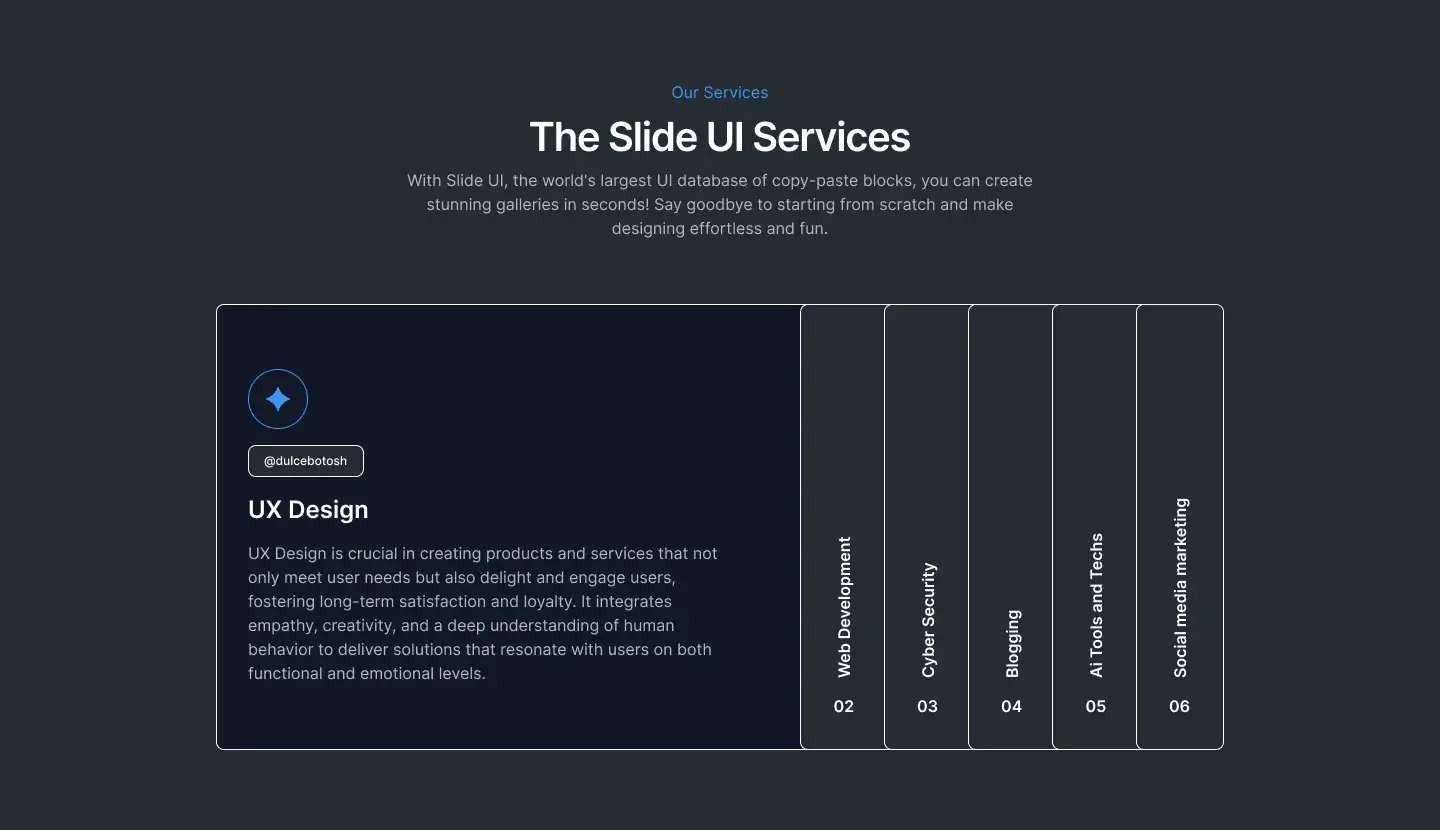 Our Services
The Slide UI Services
With Slide UI, the world's largest UI database of copy-paste blocks, you can create
stunning galleries in seconds! Say goodbye to starting from scratch and make
designing effortless and fun.
@dulcebotosh
UX Design
UX Design is crucial in creating products and services that not
only meet user needs but also delight and engage users,
fostering long-term satisfaction and loyalty. It integrates
empathy, creativity, and a deep understanding of human
behavior to deliver solutions that resonate with users on both
functional and emotional levels.
Web Development
02
Cyber Security
03
Blogging
04
Ai Tools and Techs
05
Social media marketing
06